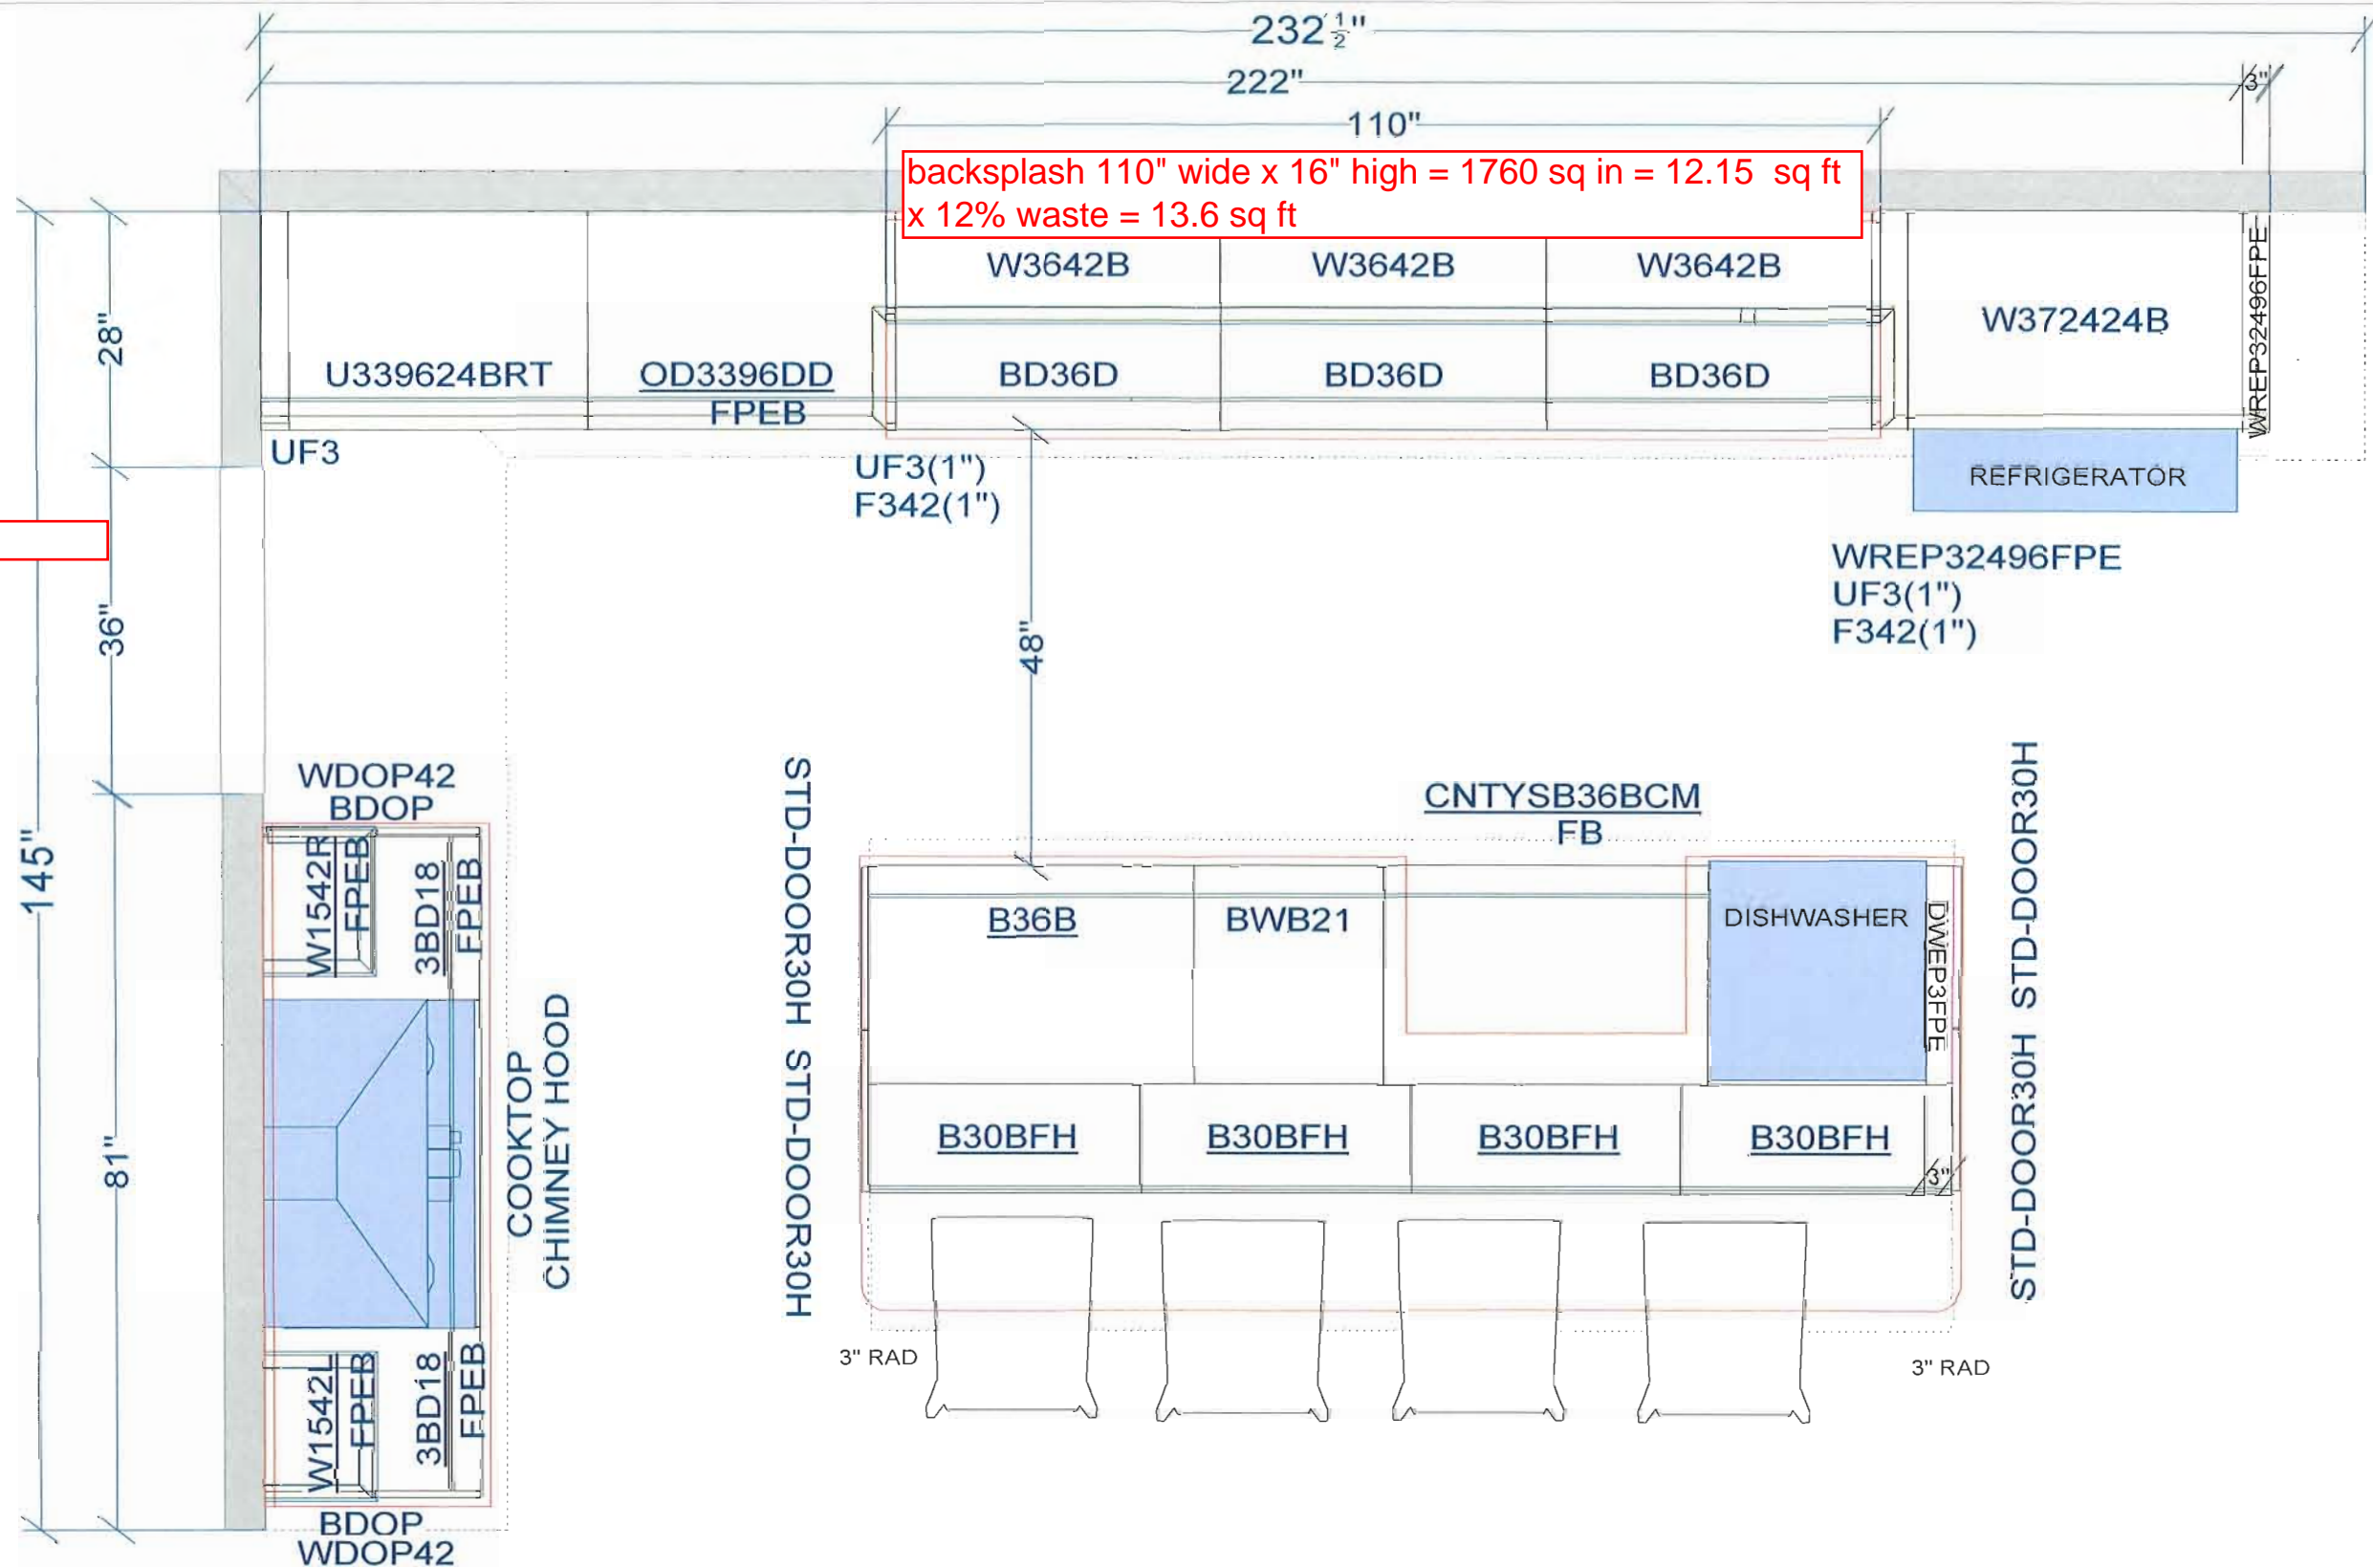 232 1/2"
222"
3"
110"
backsplash 110" wide x 16" high = 1760 sq in = 12.15 sq ft
x 12% waste = 13.6 sq ft
W3642B
W3642B
W3642B
W372424B
WREP32496FPE
28"
U339624BRT
OD3396DD
FPEB
BD36D
BD36D
BD36D
UF3
UF3(1")
F342(1")
REFRIGERATOR
WREP32496FPE
UF3(1")
F342(1")
36"
48"
145"
81"
WDOP42
BDOP
W1542R
FPEB
3BD18
FPEB
COOKTOP
CHIMNEY HOOD
W1542L
FPEB
3BD18
FPEB
BDOP
WDOP42
STD-DOOR30H STD-DOOR30H
CNTYSB36BCM
FB
B36B
BWB21
DISHWASHER
DWEP3FPE
STD-DOOR30H STD-DOOR30H
B30BFH
B30BFH
B30BFH
B30BFH
3"
3" RAD
3" RAD